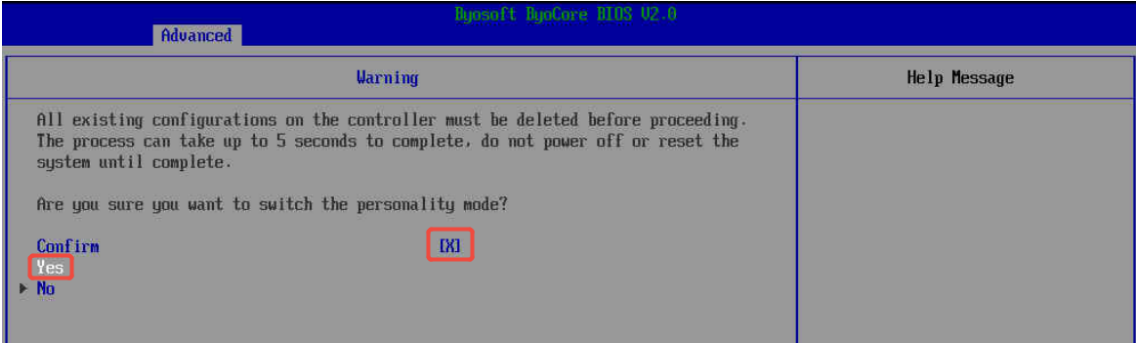 Byosoft ByoCore BIOS V2.0
Advanced
Warning
Help Message
All existing configurations on the controller must be deleted before proceeding.
The process can take up to 5 seconds to complete, do not power off or reset the
system until complete.
Are you sure you want to switch the personality mode?
Confirm [X]
Yes
No